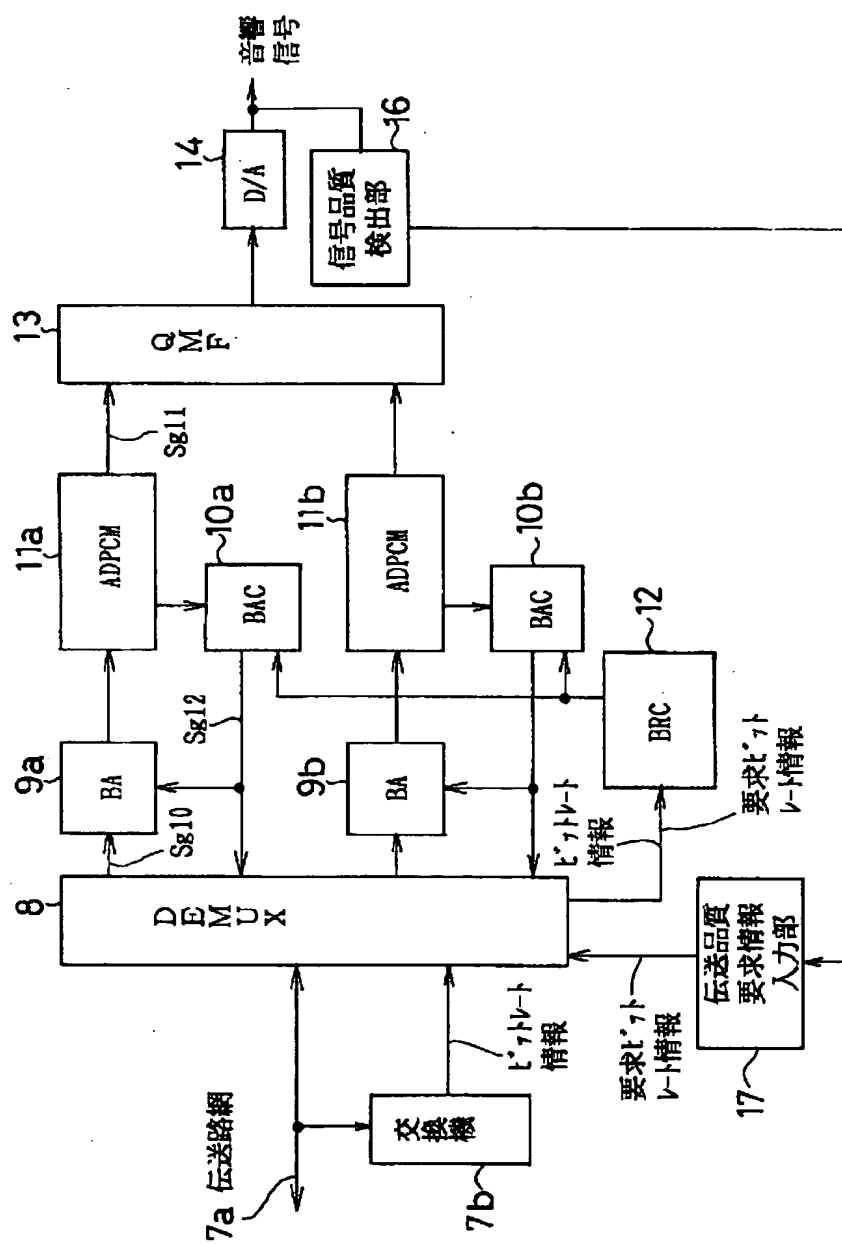 7a 伝送路網
7b
交換機
ビットレート
情報
8
DEMUX
Sg10
9a
BA
Sg12
9b
BA
11a
ADPCM
Sg11
10a
BAC
11b
ADPCM
10b
BAC
12
BRC
ビットレート
情報
要求ビット
レート情報
要求ビット
レート情報
伝送品質
要求情報
入力部
17
13
QMF
14
D/A
音響
信号
16
信号品質
検出部